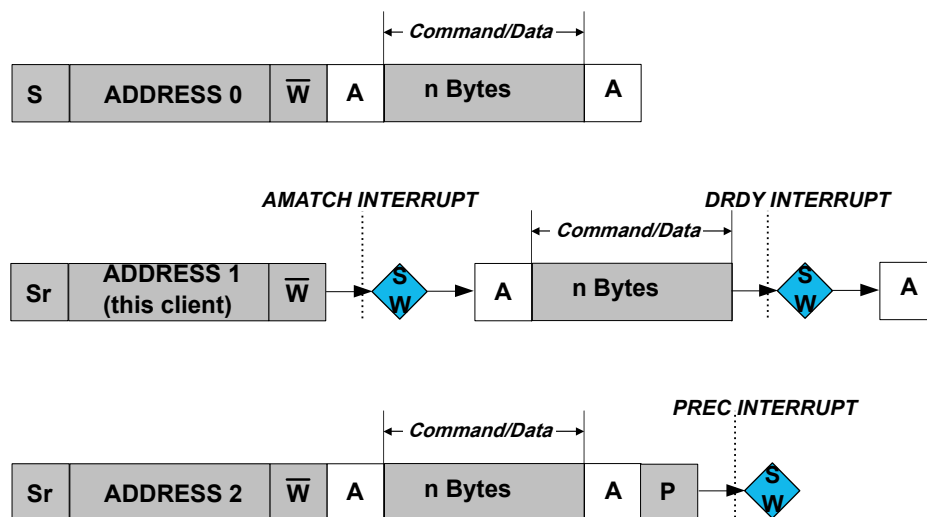 Command/Data
S ADDRESS 0 W̅ A n Bytes A
AMATCH INTERRUPT DRDY INTERRUPT
Command/Data
Sr ADDRESS 1 (this client) W̅ S W A n Bytes S W A
PREC INTERRUPT
Command/Data
Sr ADDRESS 2 W̅ A n Bytes A P S W